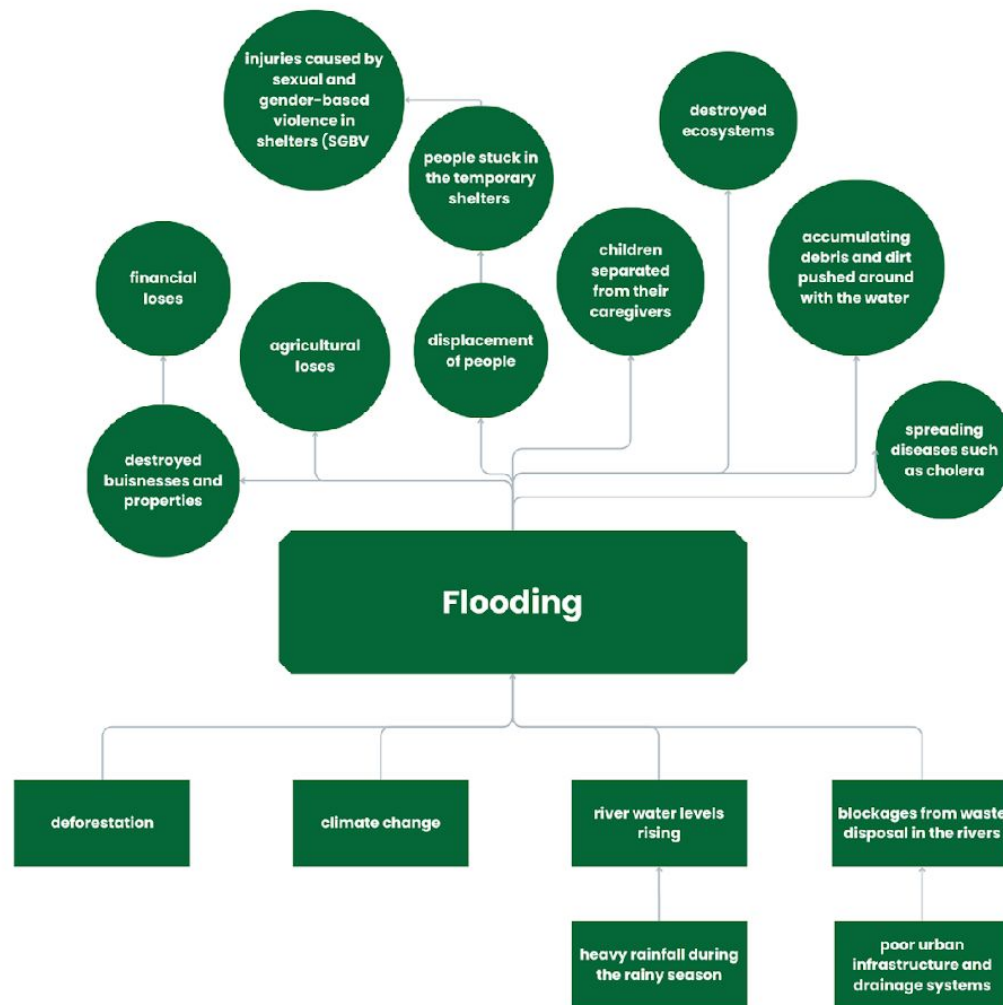 injuries caused by
sexual and
gender-based
violence in
shelters (SGBV
destroyed
ecosystems
people stuck in
the temporary
shelters
children
separated
from their
caregivers
accumulating
debris and dirt
pushed around
with the water
financial
loses
agricultural
loses
displacement
of people
destroyed
buisnesses and
properties
spreading
diseases such
as cholera
Flooding
deforestation
climate change
river water levels
rising
blockages from waste
disposal in the rivers
heavy rainfall during
the rainy season
poor urban
infrastructure and
drainage systems